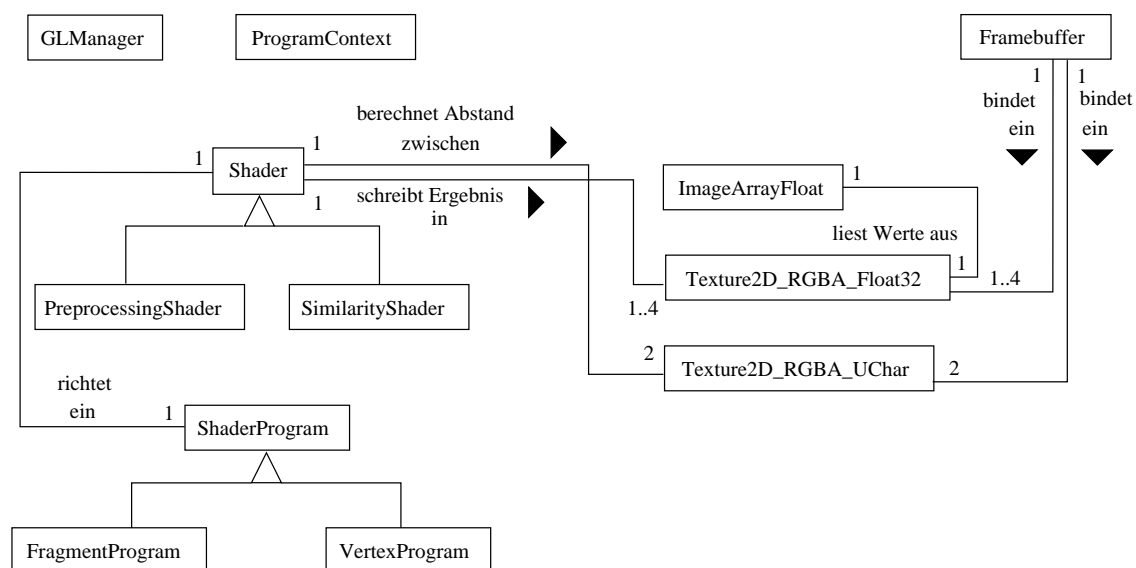 GLManager
ProgramContext
Framebuffer
1
1
bindet
ein
bindet
ein
berechnet Abstand
zwischen
1
1
Shader
1
schreibt Ergebnis
in
ImageArrayFloat
1
liest Werte aus
Texture2D_RGBA_Float32
1
1..4
1..4
PreprocessingShader
SimilarityShader
2
Texture2D_RGBA_UChar
2
richtet
ein
1
ShaderProgram
FragmentProgram
VertexProgram